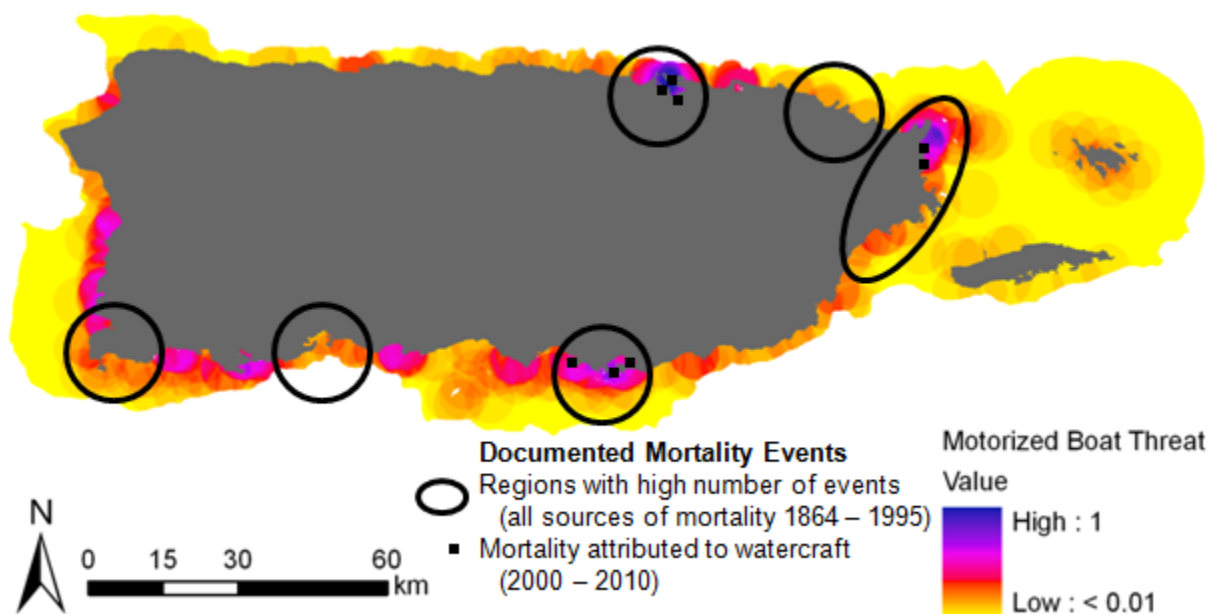 Documented Mortality Events
Regions with high number of events
(all sources of mortality 1864 – 1995)
Mortality attributed to watercraft
(2000 – 2010)
Motorized Boat Threat
Value
High : 1
Low : < 0.01
N
0 15 30 60
km